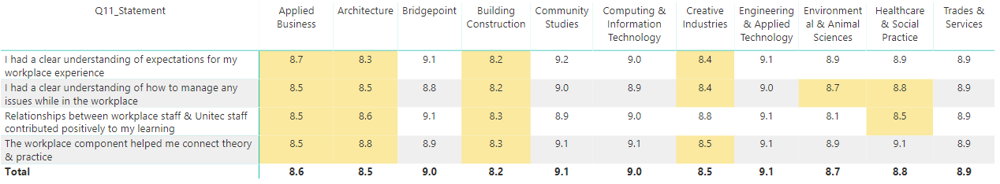 Q11_Statement Applied Business Architecture Bridgepoint Building Construction Community Studies Computing & Information Technology Creative Industries Engineering & Applied Technology Environment al & Animal Sciences Healthcare & Social Practice Trades & Services
I had a clear understanding of expectations for my 8.7 8.3 9.1 8.2 9.2 9.0 8.4 9.1 8.9 8.9 8.9
workplace experience
I had a clear understanding of how to manage any 8.5 8.5 8.8 8.2 9.0 8.9 8.4 9.0 8.7 8.8 8.9
issues while in the workplace
Relationships between workplace staff & Unitec staff 8.5 8.6 9.1 8.3 8.9 9.0 8.8 9.1 8.1 8.5 8.9
contributed positively to my learning
The workplace component helped me connect theory 8.5 8.8 8.9 8.3 9.1 9.1 8.5 9.1 8.9 9.1 8.9
& practice
Total 8.6 8.5 9.0 8.2 9.1 9.0 8.5 9.1 8.7 8.8 8.9